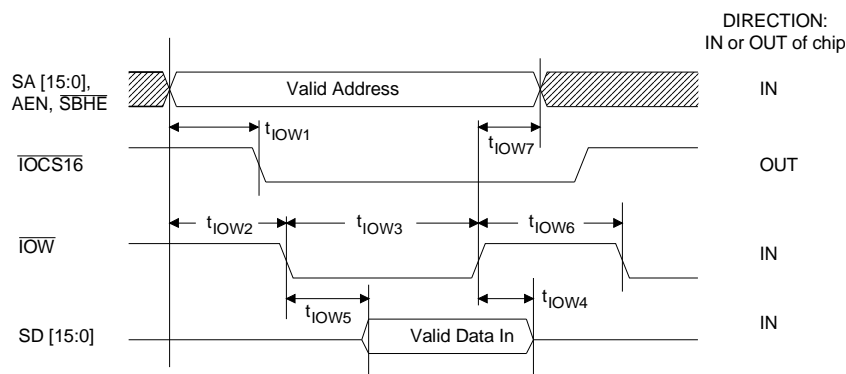 DIRECTION:
IN or OUT of chip
SA [15:0],
AEN, SBHE
Valid Address
IN
tIOW1
tIOW7
IOCS16
OUT
tIOW2
tIOW3
tIOW6
IOW
IN
tIOW5
tIOW4
SD [15:0]
Valid Data In
IN